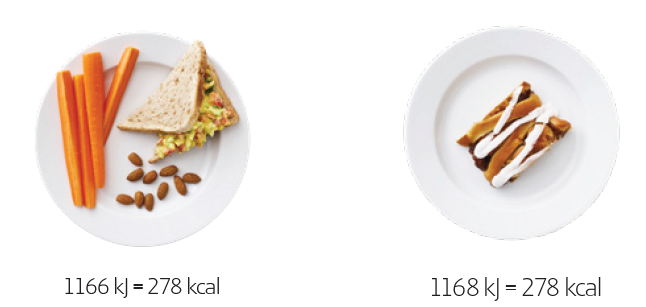 1166 kJ = 278 kcal
1168 kJ = 278 kcal